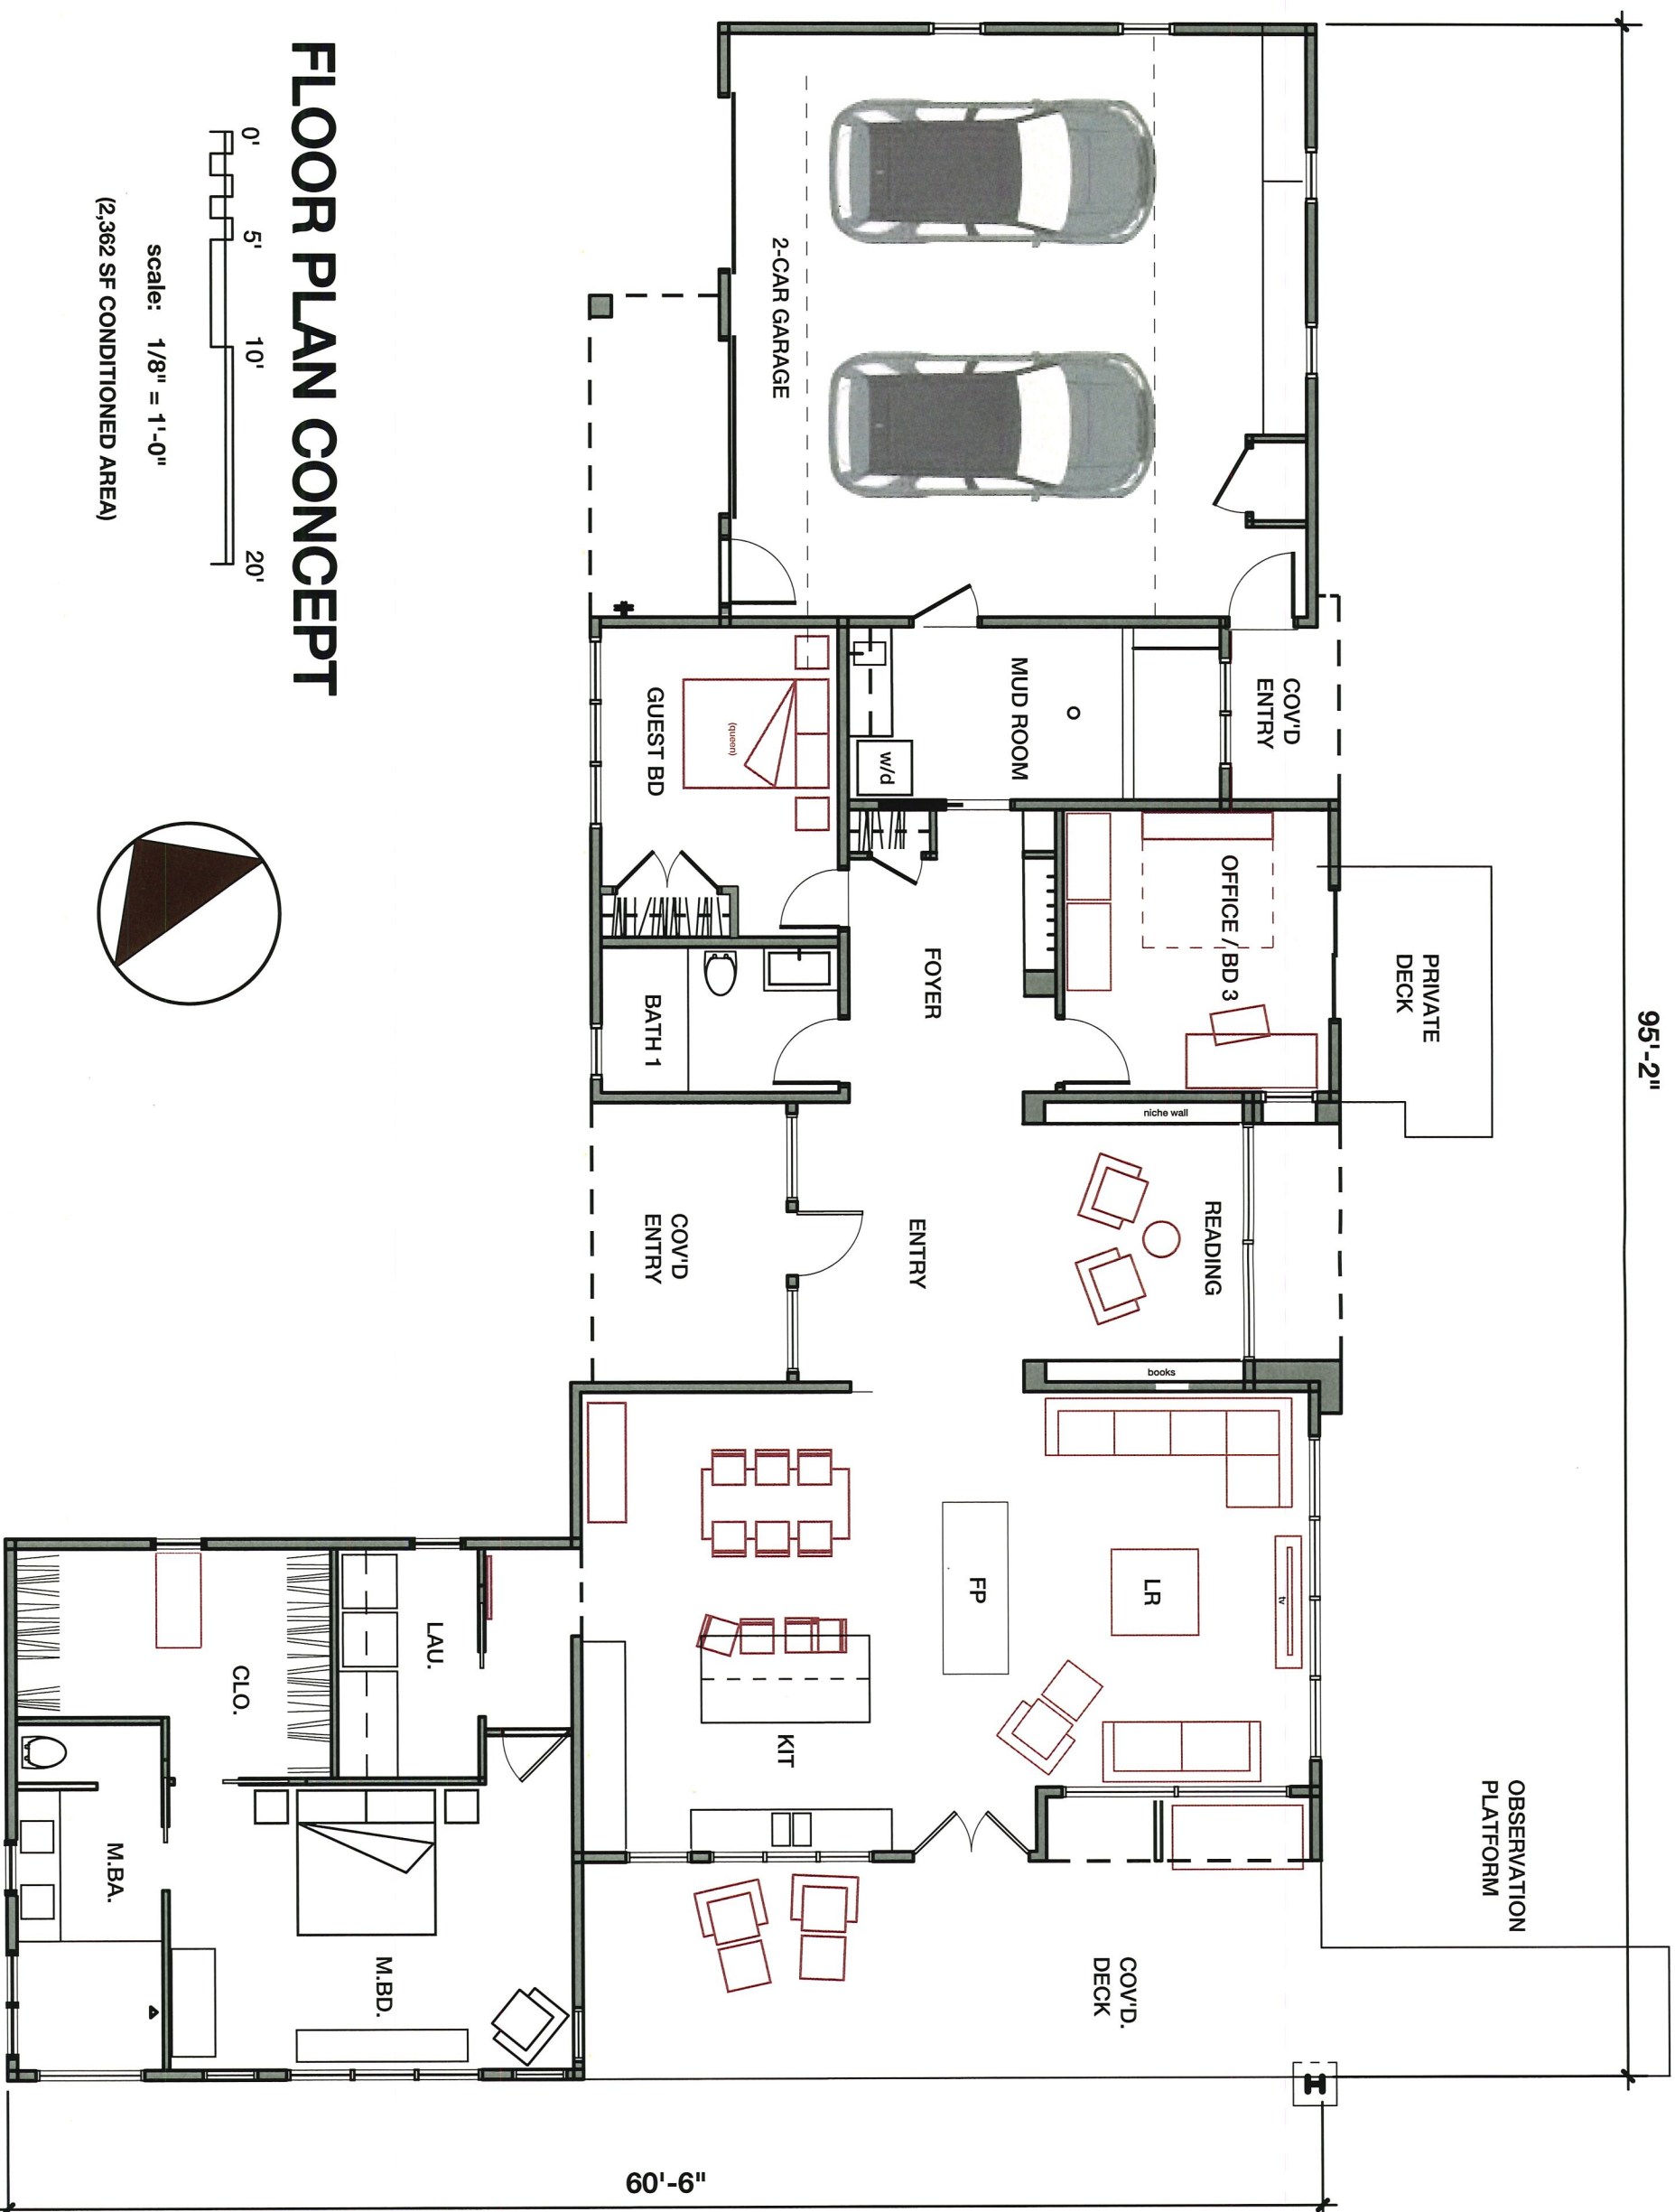 95'-2"
OBSERVATION
PLATFORM
PRIVATE
DECK
COV'D
ENTRY
OFFICE / BD 3
niche wall
READING
books
tv
LR
COV'D.
DECK
MUD ROOM
w/d
FOYER
ENTRY
FP
2-CAR GARAGE
GUEST BD
(queen)
BATH 1
COV'D
ENTRY
KIT
LAU.
CLO.
M.BD.
M.BA.
60'-6"
FLOOR PLAN CONCEPT
0' 5' 10' 20'
scale: 1/8" = 1'-0"
(2,362 SF CONDITIONED AREA)